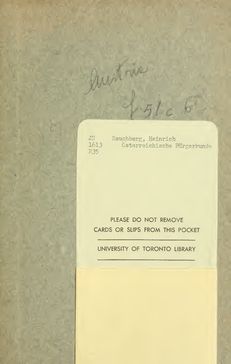 Austria
JN Rauchberg, Heinrich
1613 Österreichische Bürgerkunde
R35
PLEASE DO NOT REMOVE
CARDS OR SLIPS FROM THIS POCKET
UNIVERSITY OF TORONTO LIBRARY